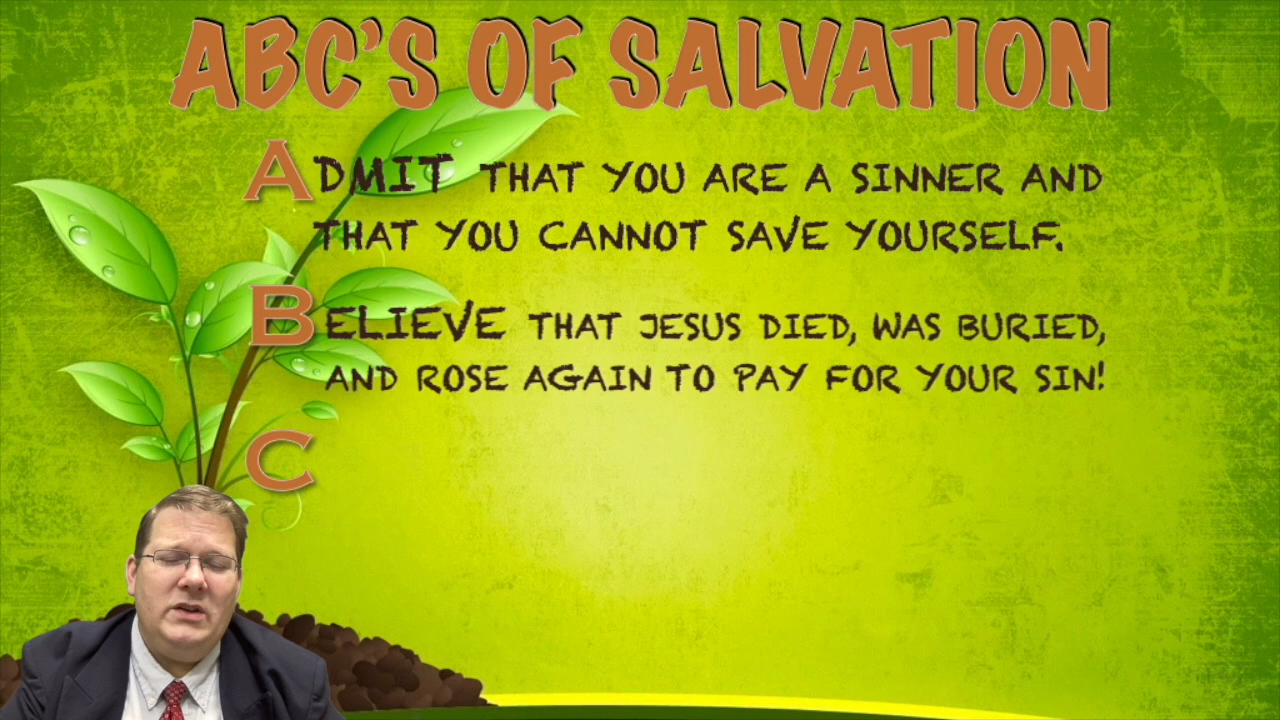 ABC'S OF SALVATION
ADMIT THAT YOU ARE A SINNER AND
THAT YOU CANNOT SAVE YOURSELF.
BELIEVE THAT JESUS DIED, WAS BURIED,
AND ROSE AGAIN TO PAY FOR YOUR SIN!
C